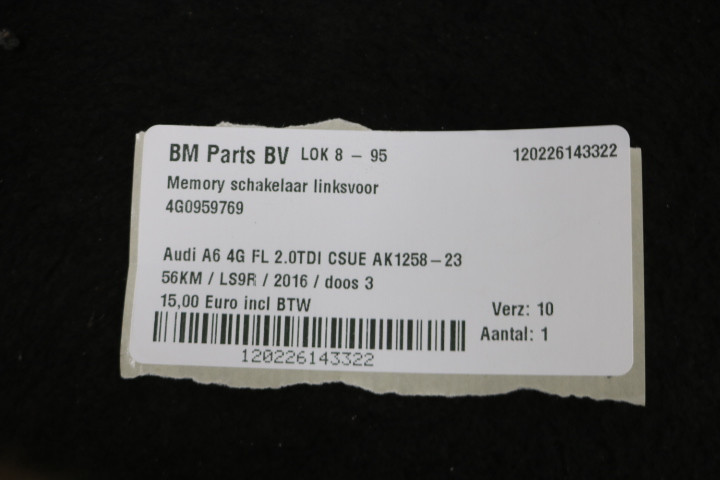 BM Parts BV LOK 8 - 95 120226143322
Memory schakelaar linksvoor
4G0959769
Audi A6 4G FL 2.0TDI CSUE AK1258-23
56KM / LS9R / 2016 / doos 3
15,00 Euro incl BTW Verz: 10
Aantal: 1
120226143322